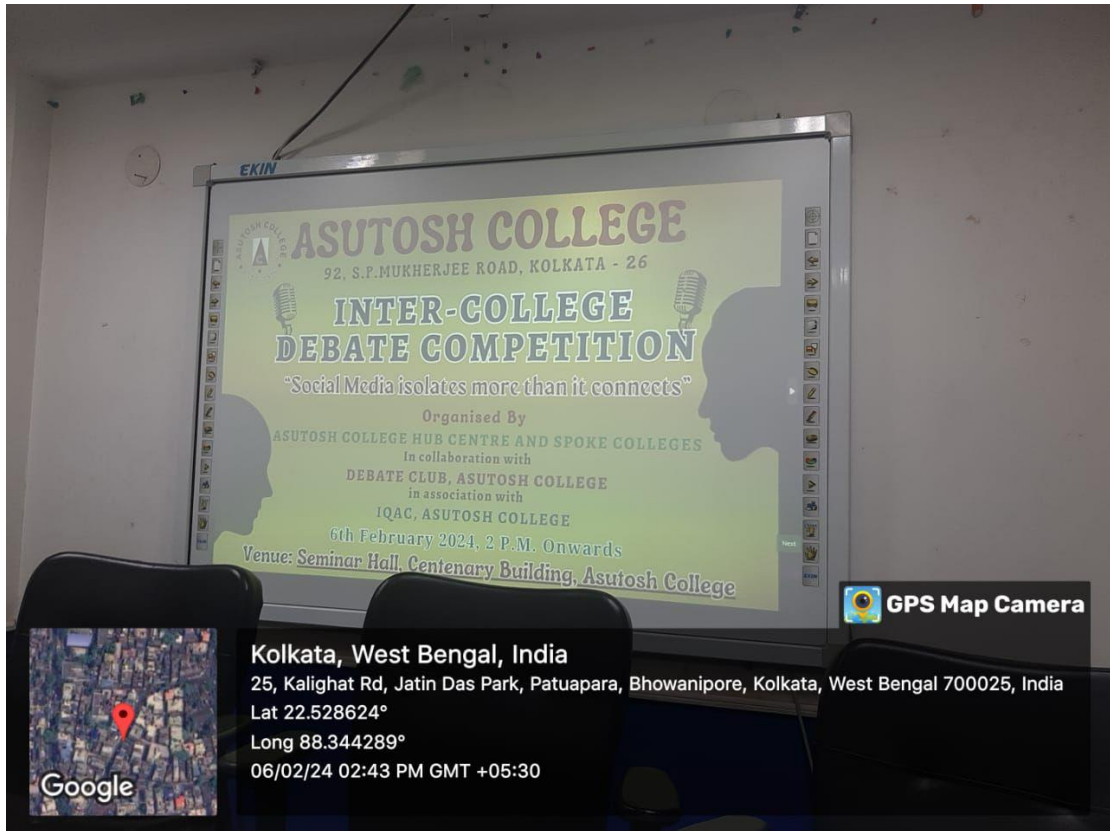 EKIN
ASUTOSH COLLEGE
ASUTOSH COLLEGE
92, S.P.MUKHERJEE ROAD, KOLKATA - 26
INTER-COLLEGE
DEBATE COMPETITION
"Social Media isolates more than it connects"
Organised By
ASUTOSH COLLEGE HUB CENTRE AND SPOKE COLLEGES
In collaboration with
DEBATE CLUB, ASUTOSH COLLEGE
in association with
IQAC, ASUTOSH COLLEGE
6th February 2024, 2 P.M. Onwards
Venue: Seminar Hall, Centenary Building, Asutosh College
Next
GPS Map Camera
Kolkata, West Bengal, India
25, Kalighat Rd, Jatin Das Park, Patuapara, Bhowanipore, Kolkata, West Bengal 700025, India
Lat 22.528624°
Long 88.344289°
06/02/24 02:43 PM GMT +05:30
Google